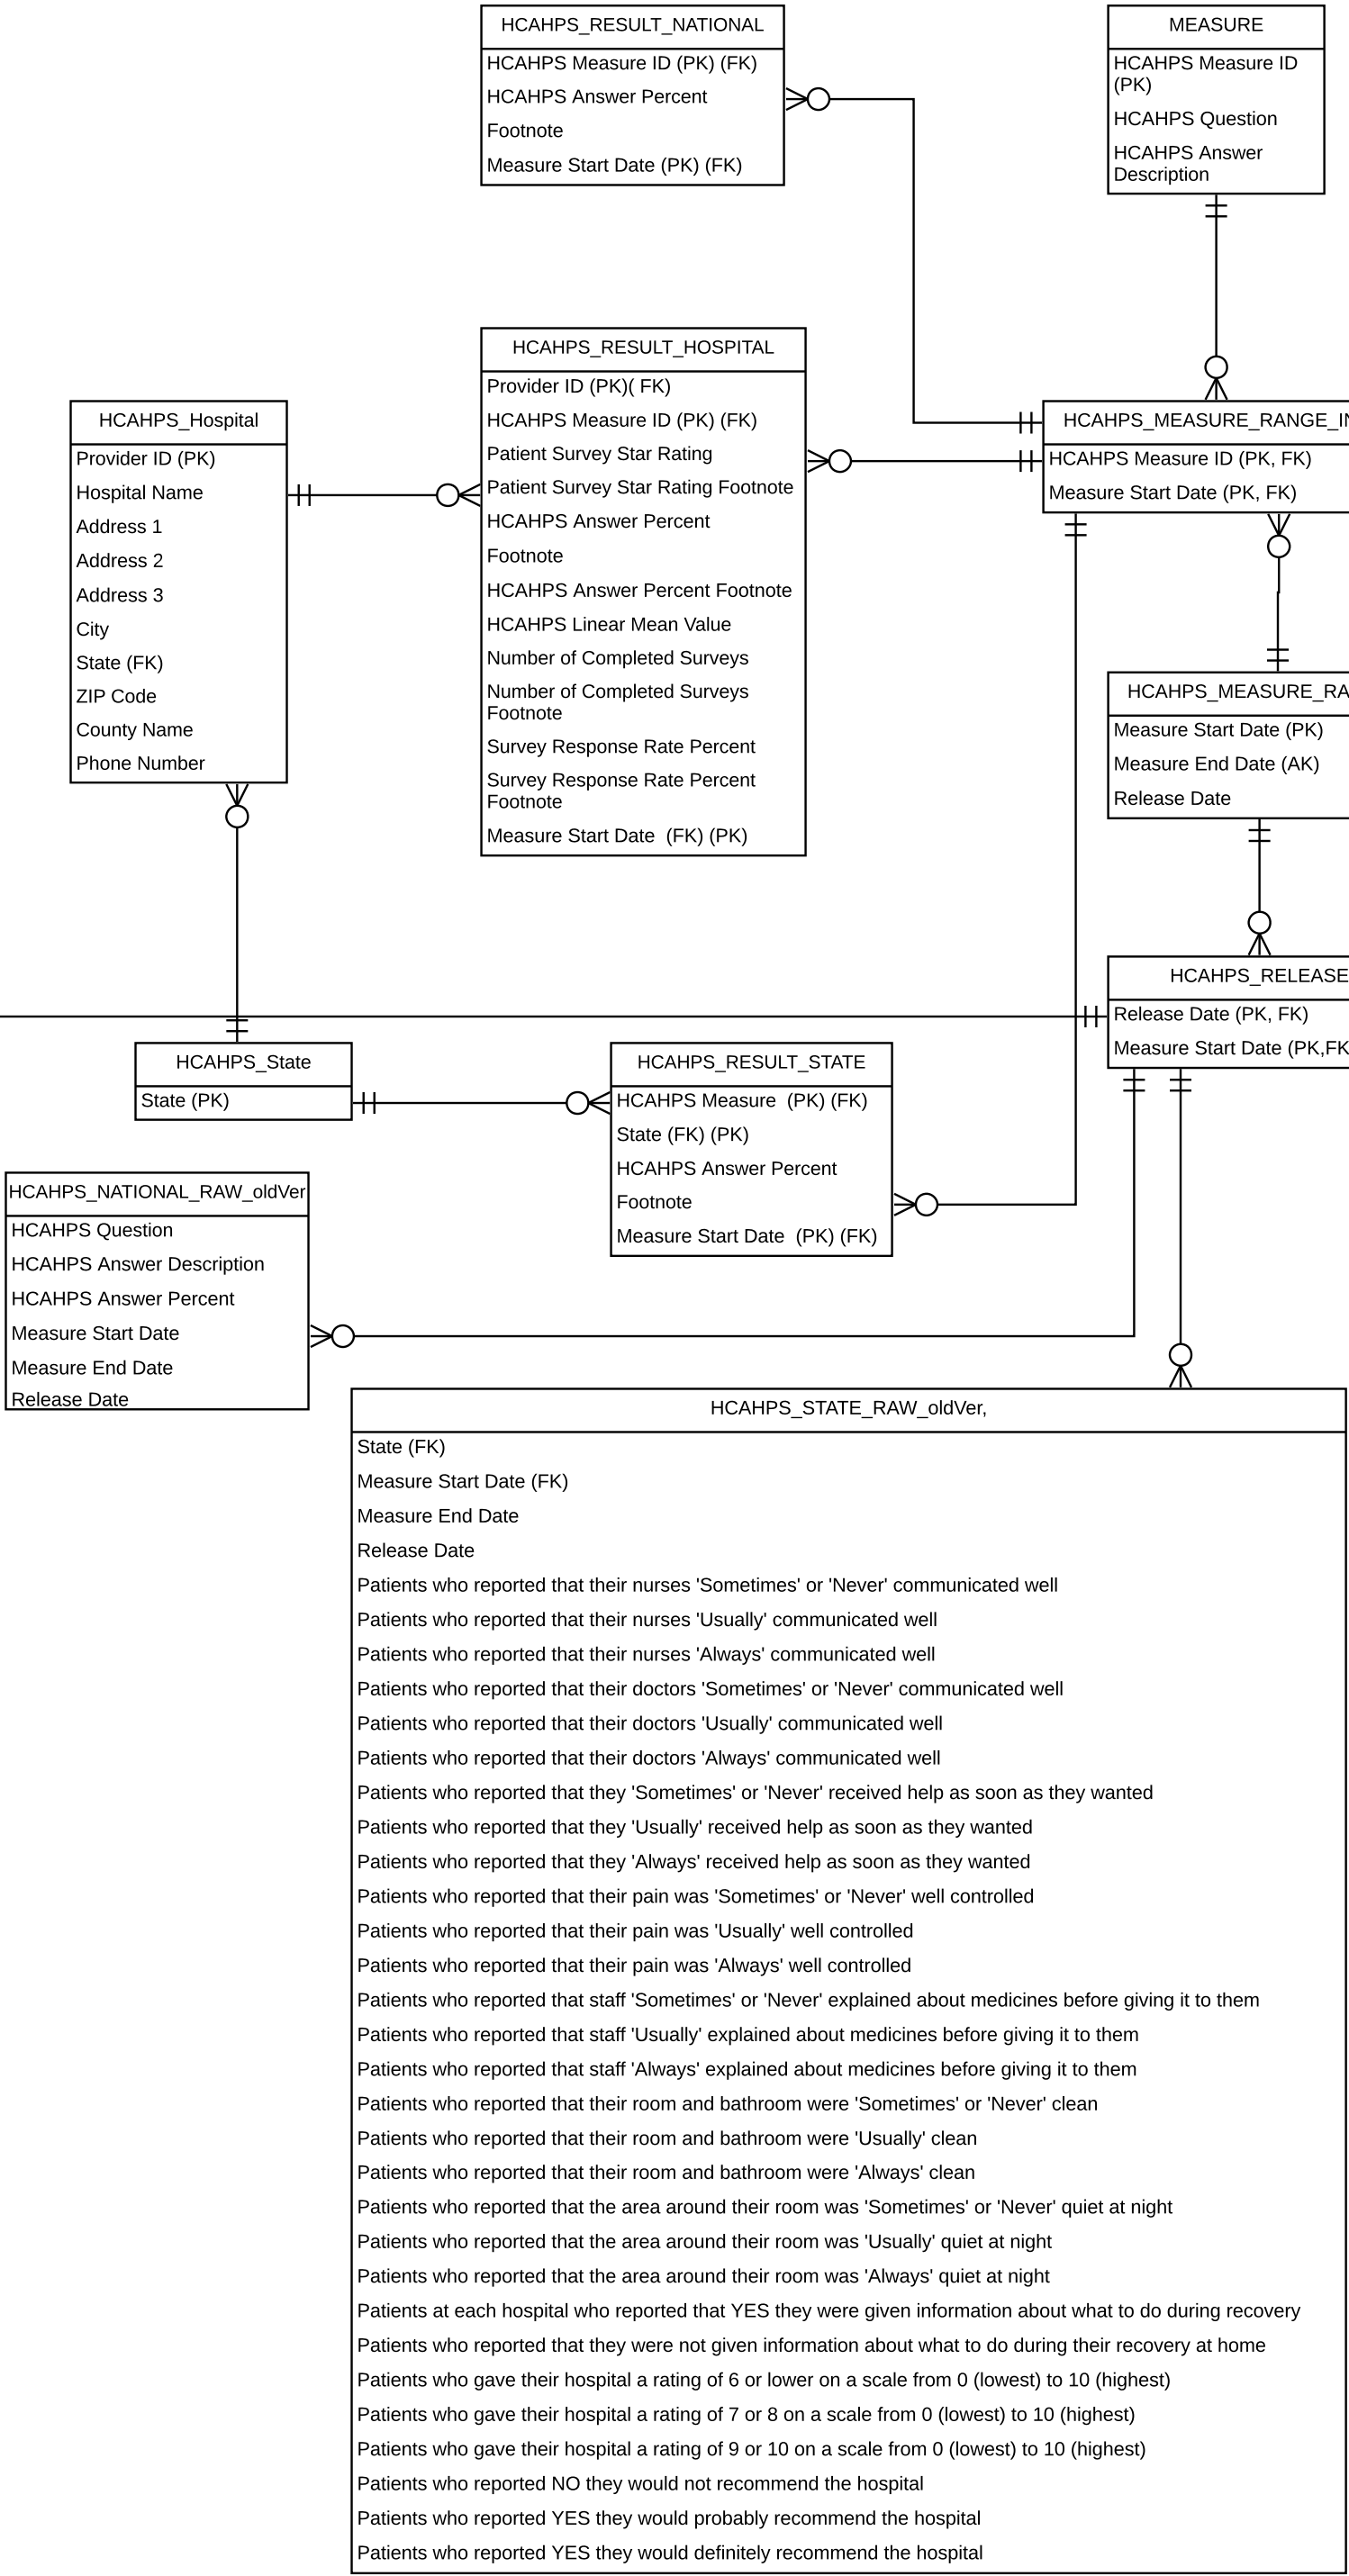 HCAHPS_RESULT_NATIONAL
HCAHPS Measure ID (PK) (FK)
HCAHPS Answer Percent
Footnote
Measure Start Date (PK) (FK)
MEASURE
HCAHPS Measure ID
(PK)
HCAHPS Question
HCAHPS Answer
Description
HCAHPS_RESULT_HOSPITAL
Provider ID (PK)( FK)
HCAHPS Measure ID (PK) (FK)
Patient Survey Star Rating
Patient Survey Star Rating Footnote
HCAHPS Answer Percent
Footnote
HCAHPS Answer Percent Footnote
HCAHPS Linear Mean Value
Number of Completed Surveys
Number of Completed Surveys
Footnote
Survey Response Rate Percent
Survey Response Rate Percent
Footnote
Measure Start Date  (FK) (PK)
HCAHPS_Hospital
Provider ID (PK)
Hospital Name
Address 1
Address 2
Address 3
City
State (FK)
ZIP Code
County Name
Phone Number
HCAHPS_MEASURE_RANGE_IN
HCAHPS Measure ID (PK, FK)
Measure Start Date (PK, FK)
HCAHPS_MEASURE_RA
Measure Start Date (PK)
Measure End Date (AK)
Release Date
HCAHPS_RELEASE
Release Date (PK, FK)
Measure Start Date (PK,FK
HCAHPS_State
State (PK)
HCAHPS_RESULT_STATE
HCAHPS Measure  (PK) (FK)
State (FK) (PK)
HCAHPS Answer Percent
Footnote
Measure Start Date  (PK) (FK)
HCAHPS_NATIONAL_RAW_oldVer
HCAHPS Question
HCAHPS Answer Description
HCAHPS Answer Percent
Measure Start Date
Measure End Date
Release Date
HCAHPS_STATE_RAW_oldVer,
State (FK)
Measure Start Date (FK)
Measure End Date
Release Date
Patients who reported that their nurses 'Sometimes' or 'Never' communicated well
Patients who reported that their nurses 'Usually' communicated well
Patients who reported that their nurses 'Always' communicated well
Patients who reported that their doctors 'Sometimes' or 'Never' communicated well
Patients who reported that their doctors 'Usually' communicated well
Patients who reported that their doctors 'Always' communicated well
Patients who reported that they 'Sometimes' or 'Never' received help as soon as they wanted
Patients who reported that they 'Usually' received help as soon as they wanted
Patients who reported that they 'Always' received help as soon as they wanted
Patients who reported that their pain was 'Sometimes' or 'Never' well controlled
Patients who reported that their pain was 'Usually' well controlled
Patients who reported that their pain was 'Always' well controlled
Patients who reported that staff 'Sometimes' or 'Never' explained about medicines before giving it to them
Patients who reported that staff 'Usually' explained about medicines before giving it to them
Patients who reported that staff 'Always' explained about medicines before giving it to them
Patients who reported that their room and bathroom were 'Sometimes' or 'Never' clean
Patients who reported that their room and bathroom were 'Usually' clean
Patients who reported that their room and bathroom were 'Always' clean
Patients who reported that the area around their room was 'Sometimes' or 'Never' quiet at night
Patients who reported that the area around their room was 'Usually' quiet at night
Patients who reported that the area around their room was 'Always' quiet at night
Patients at each hospital who reported that YES they were given information about what to do during recovery
Patients who reported that they were not given information about what to do during their recovery at home
Patients who gave their hospital a rating of 6 or lower on a scale from 0 (lowest) to 10 (highest)
Patients who gave their hospital a rating of 7 or 8 on a scale from 0 (lowest) to 10 (highest)
Patients who gave their hospital a rating of 9 or 10 on a scale from 0 (lowest) to 10 (highest)
Patients who reported NO they would not recommend the hospital
Patients who reported YES they would probably recommend the hospital
Patients who reported YES they would definitely recommend the hospital